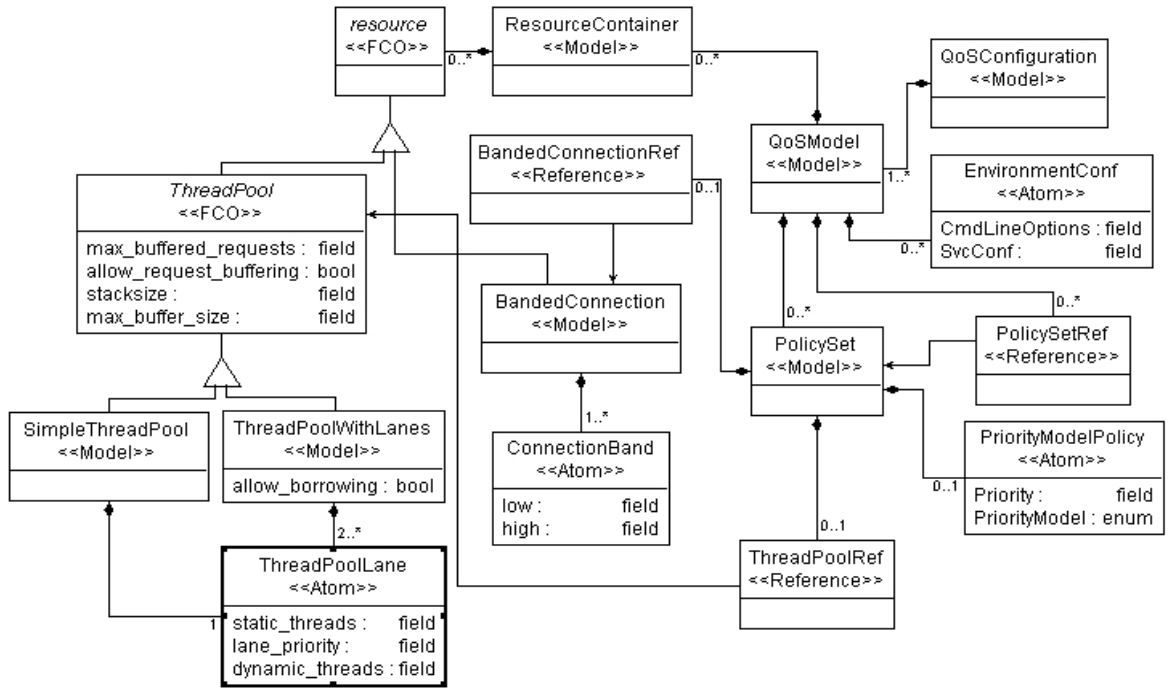 resource
<<FCO>>
0..*
ResourceContainer
<<Model>>
0..*
QoSConfiguration
<<Model>>
QoSModel
<<Model>>
1..*
EnvironmentConf
<<Atom>>
CmdLineOptions : field
SvcConf : field
0..*
BandedConnectionRef
<<Reference>>
0..1
ThreadPool
<<FCO>>
max_buffered_requests : field
allow_request_buffering : bool
stacksize : field
max_buffer_size : field
BandedConnection
<<Model>>
0..*
0..*
PolicySet
<<Model>>
PolicySetRef
<<Reference>>
SimpleThreadPool
<<Model>>
ThreadPoolWithLanes
<<Model>>
allow_borrowing : bool
1..*
ConnectionBand
<<Atom>>
low : field
high : field
PriorityModelPolicy
<<Atom>>
Priority : field
PriorityModel : enum
0..1
2..*
0..1
ThreadPoolLane
<<Atom>>
static_threads : field
lane_priority : field
dynamic_threads : field
1
ThreadPoolRef
<<Reference>>